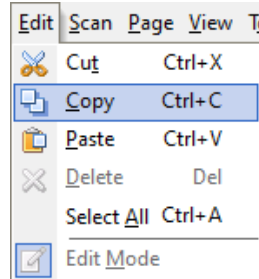 Edit Scan Page View
Cut Ctrl+X
Copy Ctrl+C
Paste Ctrl+V
Delete Del
Select All Ctrl+A
Edit Mode